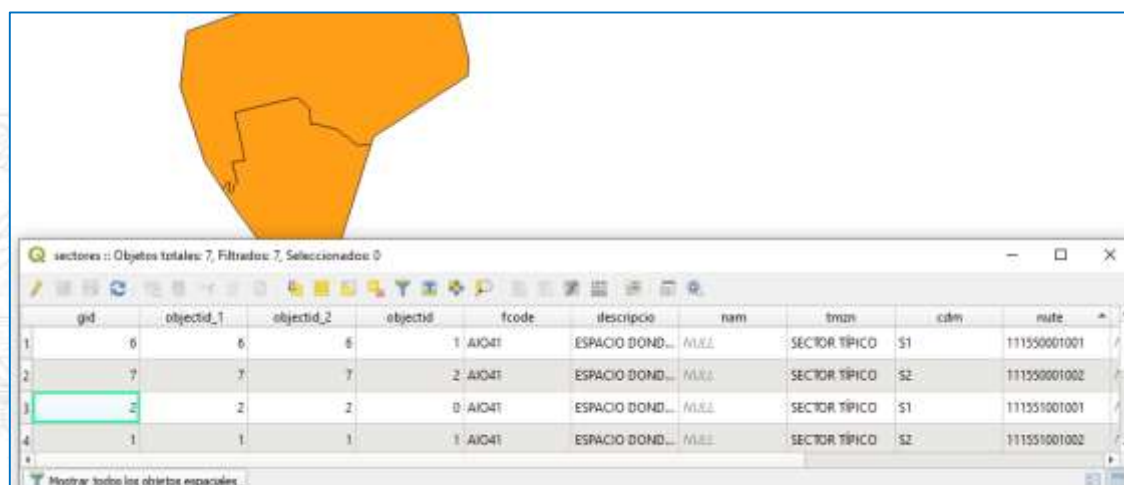 sectores :: Objetos totales: 7, Filtrados: 7, Seleccionados: 0
gid objectid_1 objectid_2 objectid fcode descripcio nam tmzn cdm nute
1 6 6 6 1 AIO41 ESPACIO DOND... NULL SECTOR TÍPICO S1 111550001001
2 7 7 7 2 AIO41 ESPACIO DOND... NULL SECTOR TÍPICO S2 111550001002
3 2 2 2 0 AIO41 ESPACIO DOND... NULL SECTOR TÍPICO S1 111551001001
4 1 1 1 1 AIO41 ESPACIO DOND... NULL SECTOR TÍPICO S2 111551001002
Mostrar todos los objetos espaciales